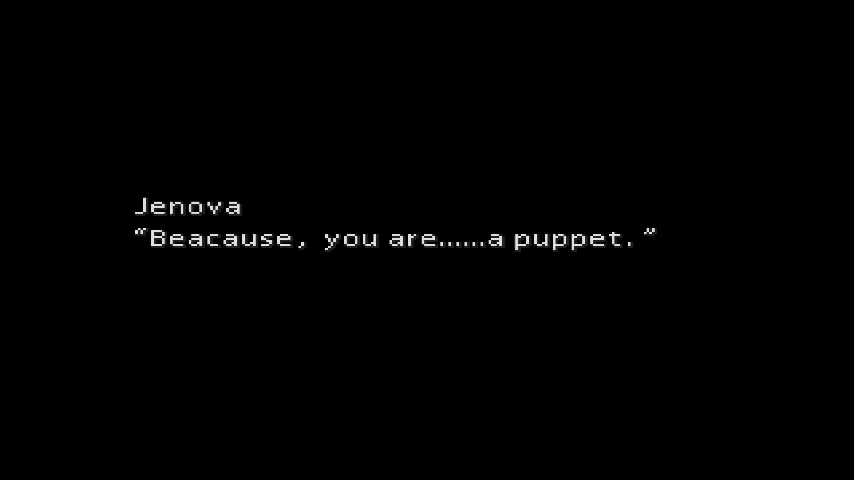 Jenova
“Beacause, you are......a puppet.”